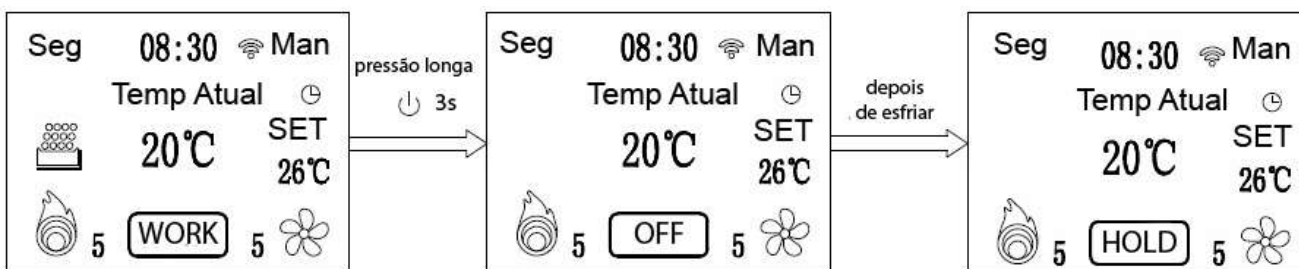 Seg 08:30 Man
Temp Atual
SET
20℃
26℃
5 WORK 5
pressão longa
3s
Seg 08:30 Man
Temp Atual
SET
20℃
26℃
5 OFF 5
depois
de esfriar
Seg 08:30 Man
Temp Atual
SET
20℃
26℃
5 HOLD 5